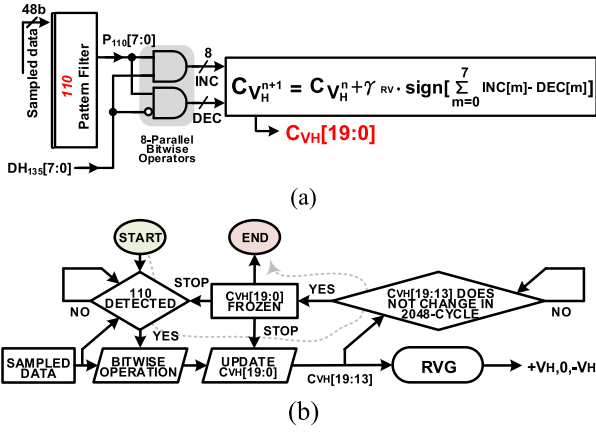 48b
Sampled data
110
Pattem Filter
P110[7:0]
8
INC
DEC
8-Parallel
Bitwise
Operators
DH135[7:0]
CVHn+1 = CVHn + γRV · sign[ 7∑m=0 INC[m]- DEC[m]]
CVH[19:0]
(a)
START
END
110
DETECTED
NO
YES
STOP
CVH[19:0]
FROZEN
STOP
YES
CVH[19:13] DOES
NOT CHANGE IN
2048-CYCLE
NO
SAMPLED
DATA
BITWISE
OPERATION
UPDATE
CVH[19:0]
CVH[19:13]
RVG
+VH,0,-VH
(b)